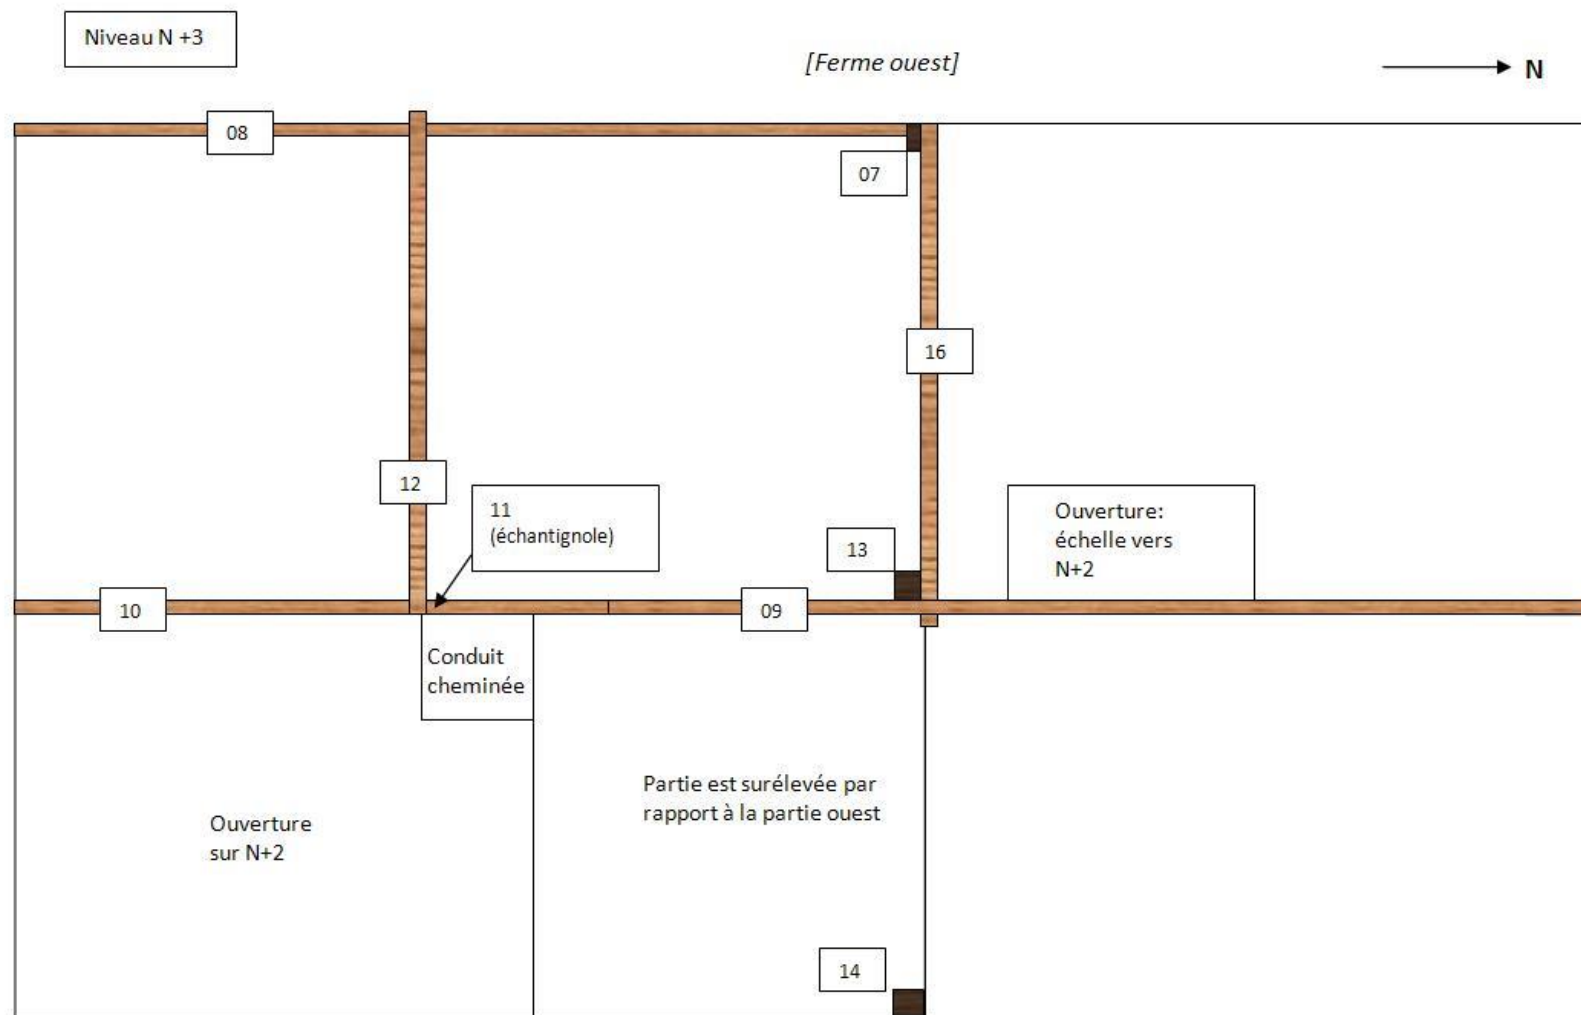 Niveau N +3
[Ferme ouest]
N
08
07
16
12
11
(échantignole)
13
Ouverture:
échelle vers
N+2
10
09
Conduit
cheminée
Partie est surélevée par
rapport à la partie ouest
Ouverture
sur N+2
14